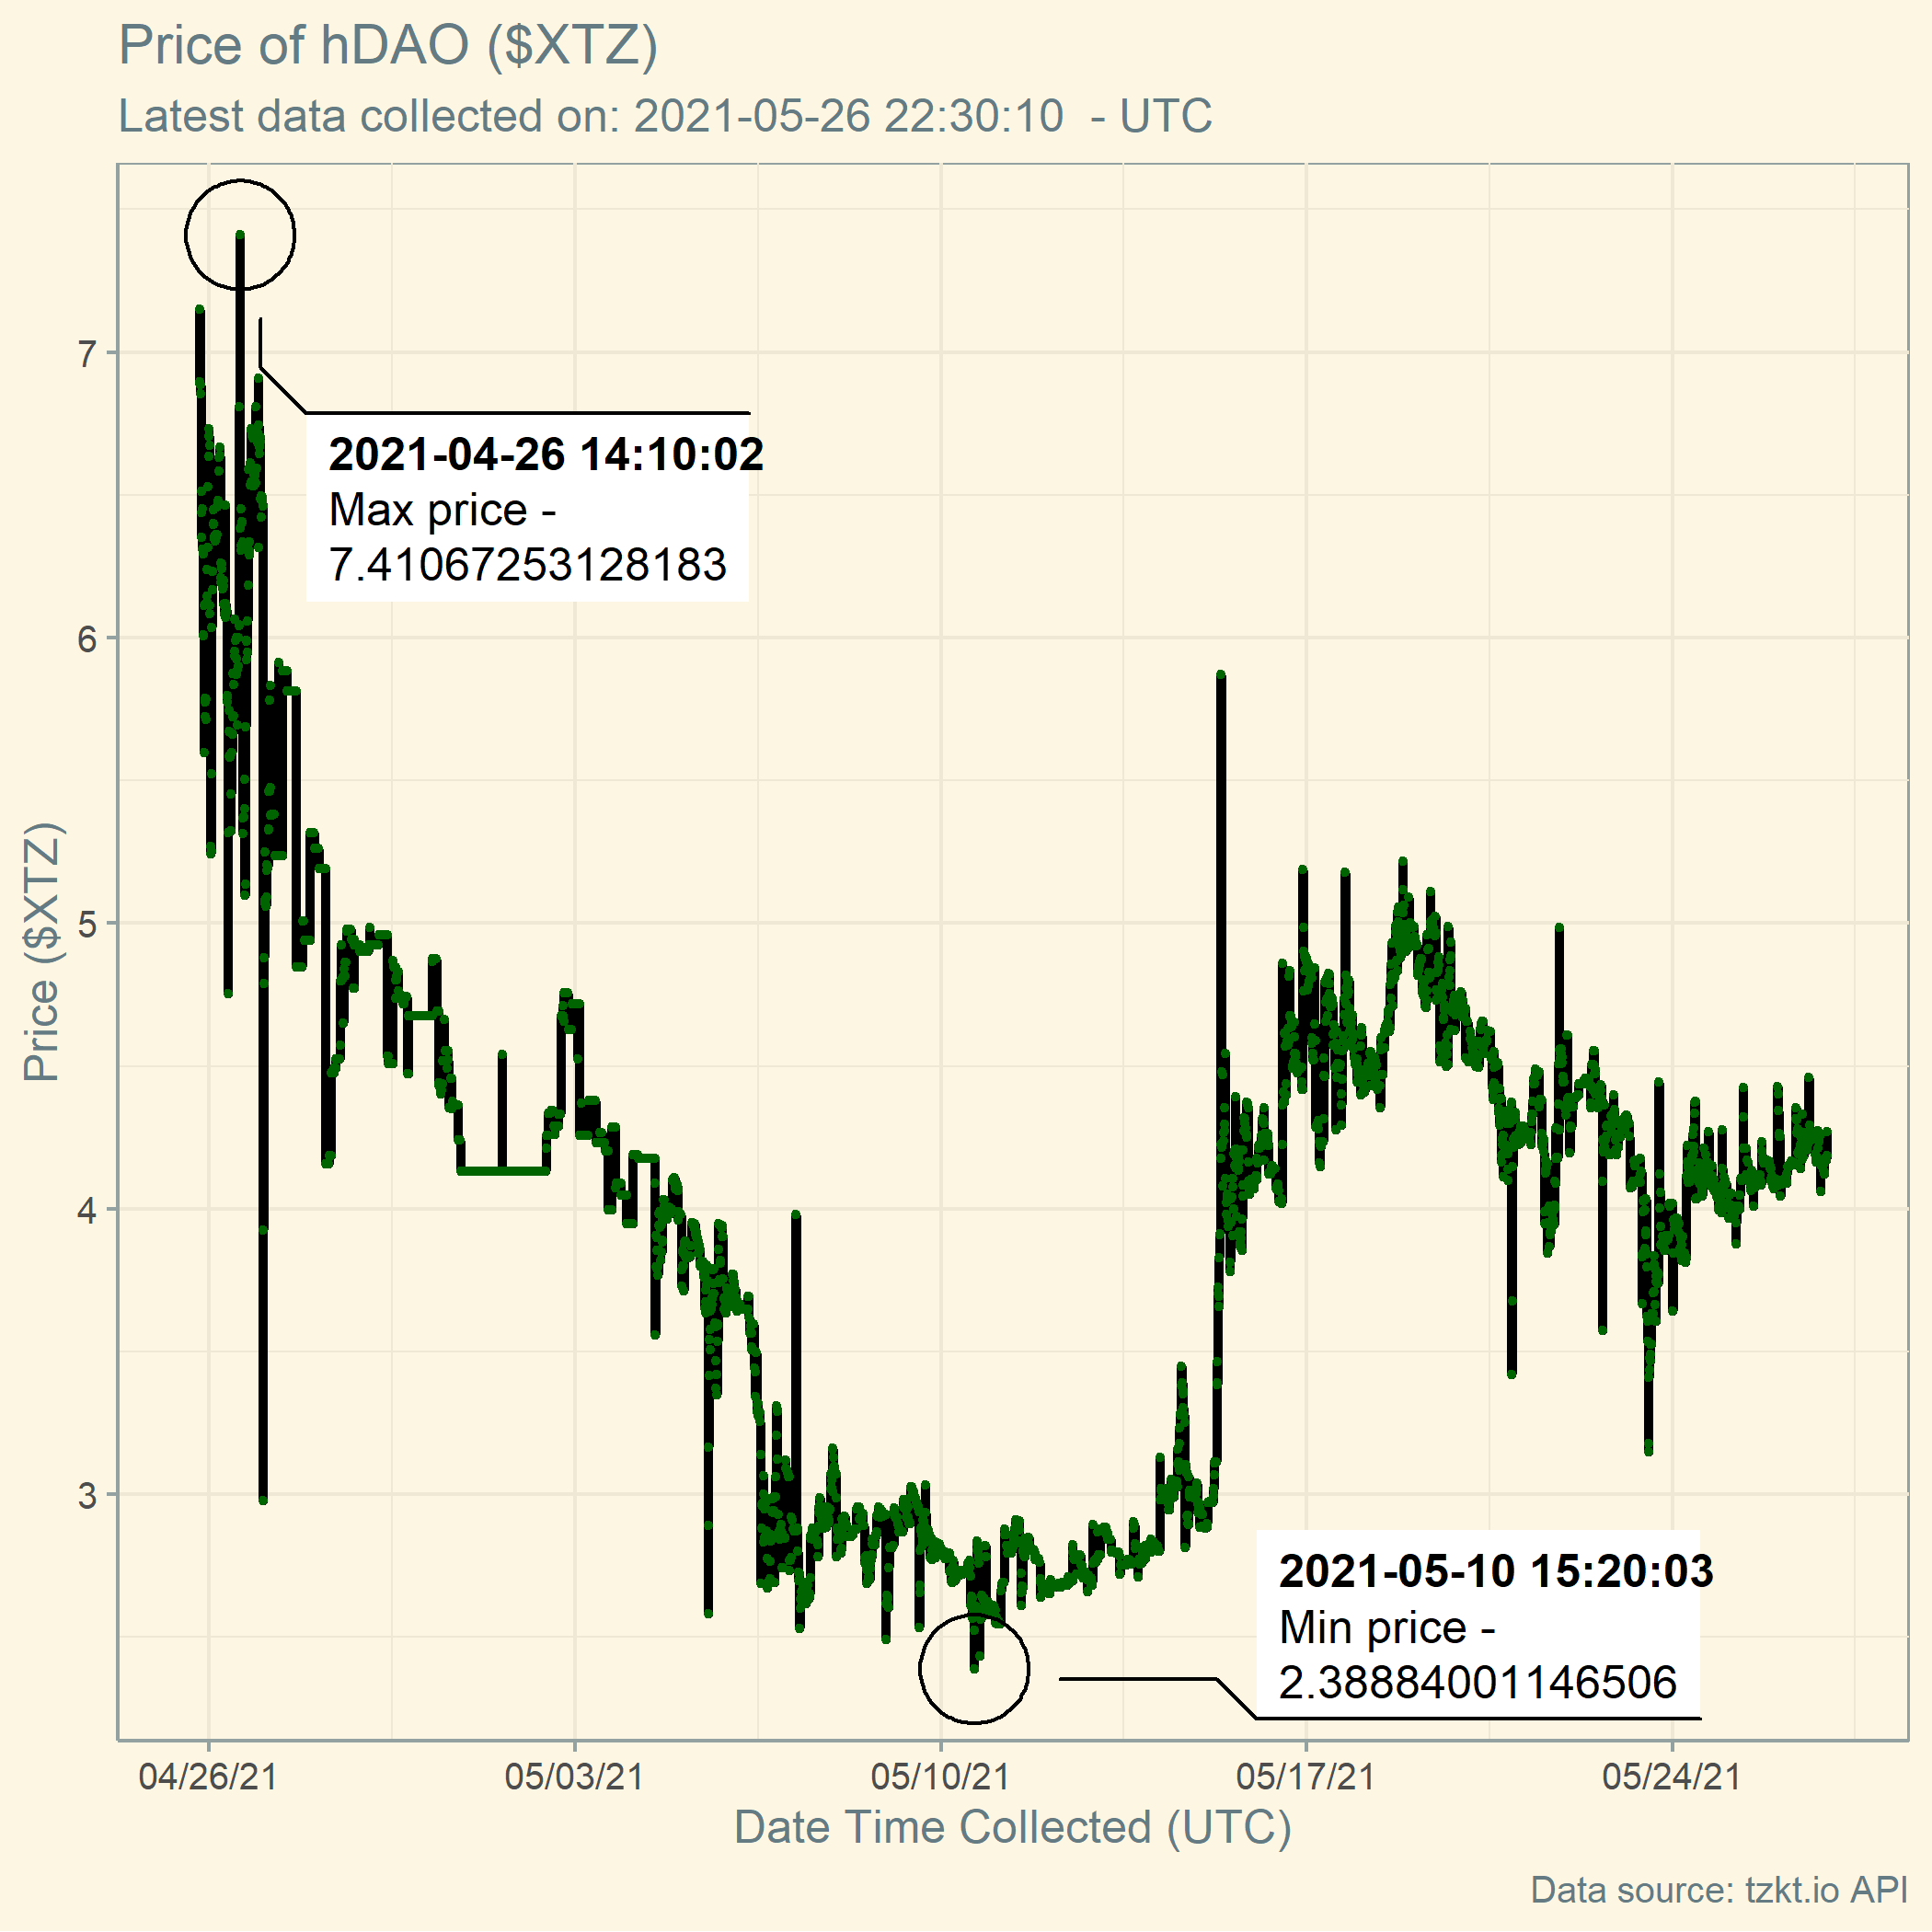 Price of hDAO ($XTZ)
Latest data collected on: 2021-05-26 22:30:10  - UTC
2021-04-26 14:10:02
Max price -
7.41067253128183
7
6
5
4
3
Price ($XTZ)
2021-05-10 15:20:03
Min price -
2.38884001146506
04/26/21
05/03/21
05/10/21
05/17/21
05/24/21
Date Time Collected (UTC)
Data source: tzkt.io API